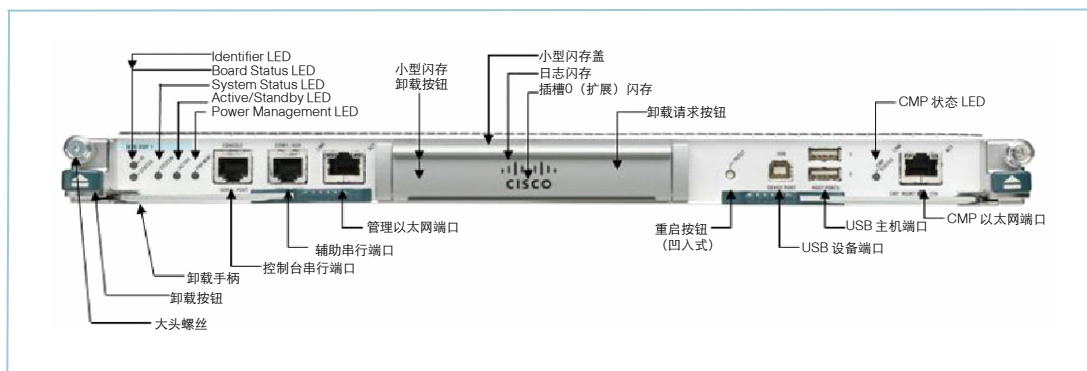 Identifier LED
Board Status LED
System Status LED
Active/Standby LED
Power Management LED
小型闪存
卸载按钮
小型闪存盖
日志闪存
插槽0（扩展）闪存
卸载请求按钮
CMP 状态 LED
CONSOLE
CISCO
管理以太网端口
辅助串行端口
控制台串行端口
卸载手柄
卸载按钮
大头螺丝
重启按钮
（凹入式）
USB 主机端口
USB 设备端口
CMP 以太网端口
DEVICE PORT
HOST PORTS